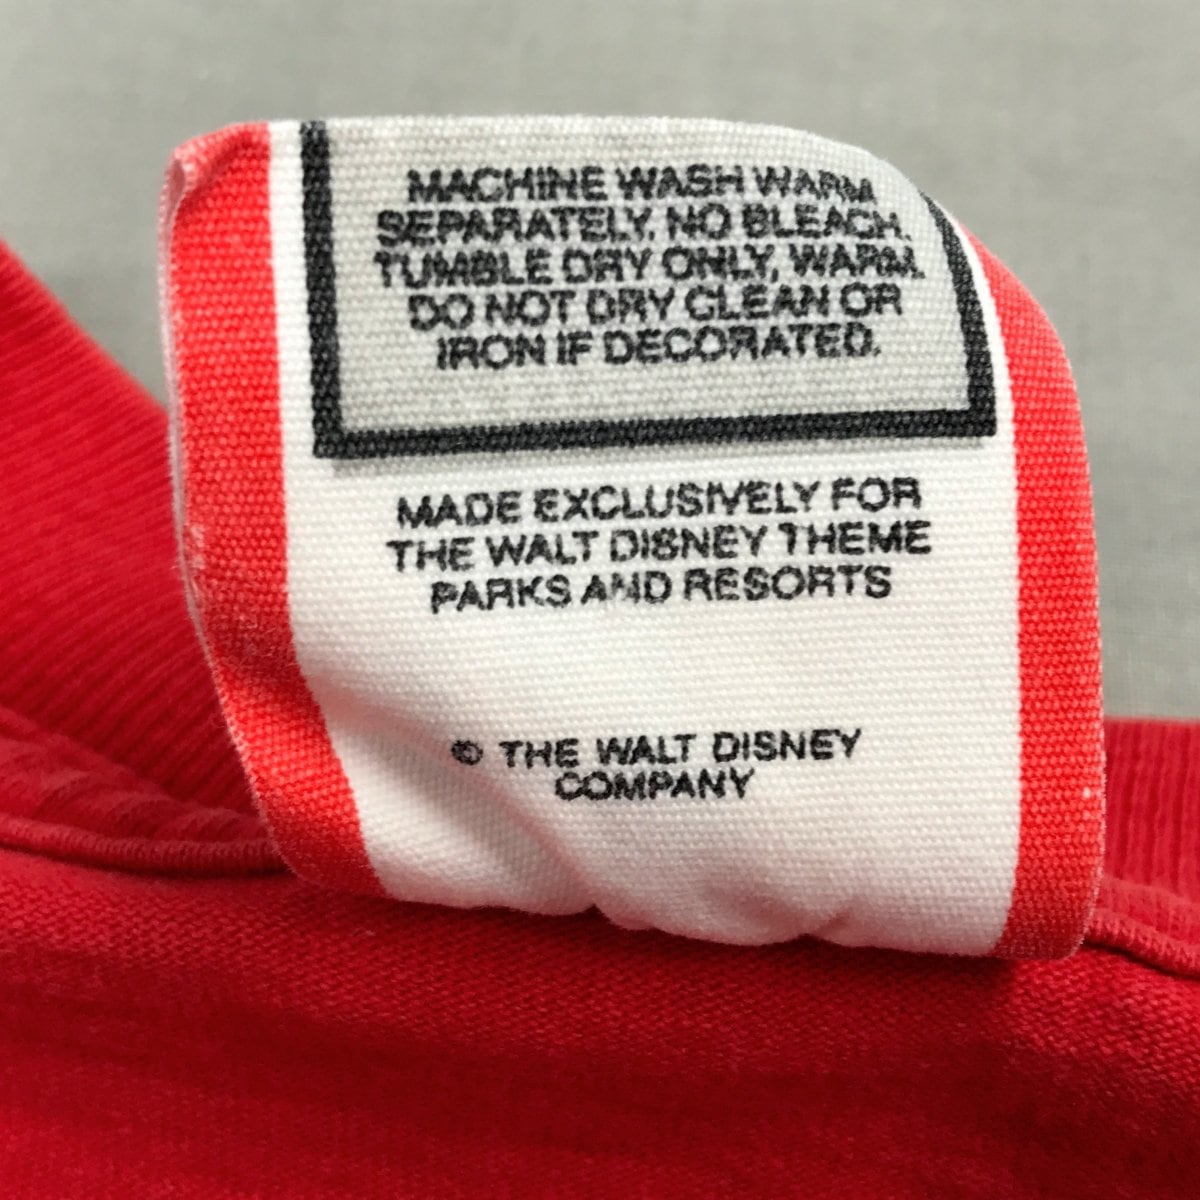 MACHINE WASH WARM
SEPARATELY. NO BLEACH.
TUMBLE DRY ONLY, WARM.
DO NOT DRY CLEAN OR
IRON IF DECORATED.
MADE EXCLUSIVELY FOR
THE WALT DISNEY THEME
PARKS AND RESORTS
© THE WALT DISNEY
COMPANY